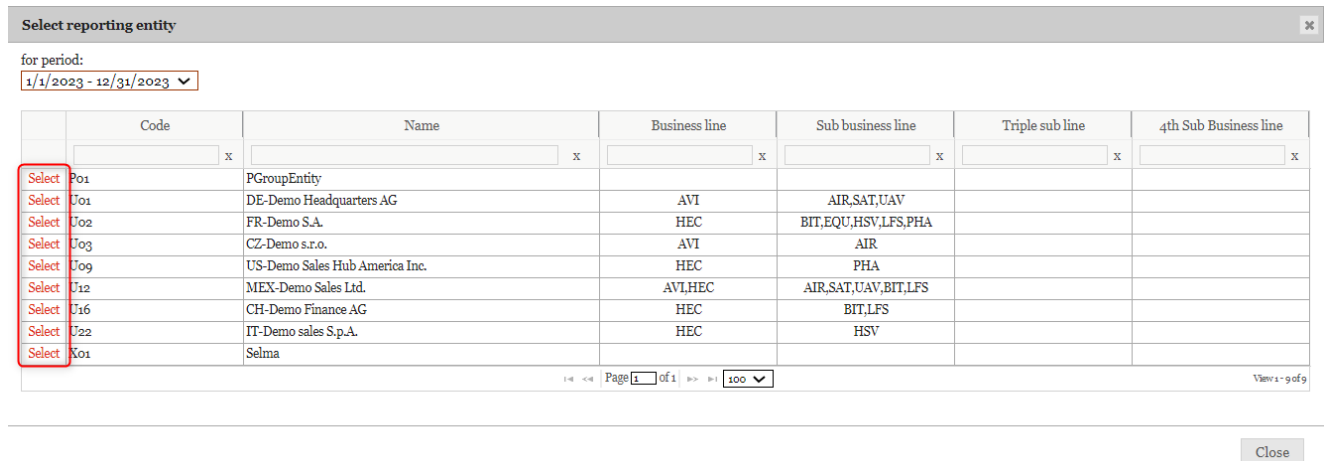 Select reporting entity x
for period:
1/1/2023 - 12/31/2023
Code Name Business line Sub business line Triple sub line 4th Sub Business line
x x x x x x
Select P01 PGroupEntity
Select U01 DE-Demo Headquarters AG AVI AIR,SAT,UAV
Select U02 FR-Demo S.A. HEC BIT,EQU,HSV,LFS,PHA
Select U03 CZ-Demo s.r.o. AVI AIR
Select U09 US-Demo Sales Hub America Inc. HEC PHA
Select U12 MEX-Demo Sales Ltd. AVI,HEC AIR,SAT,UAV,BIT,LFS
Select U16 CH-Demo Finance AG HEC BIT,LFS
Select U22 IT-Demo sales S.p.A. HEC HSV
Select X01 Selma
Page 1 of 1 100 View 1 - 9 of 9
Close